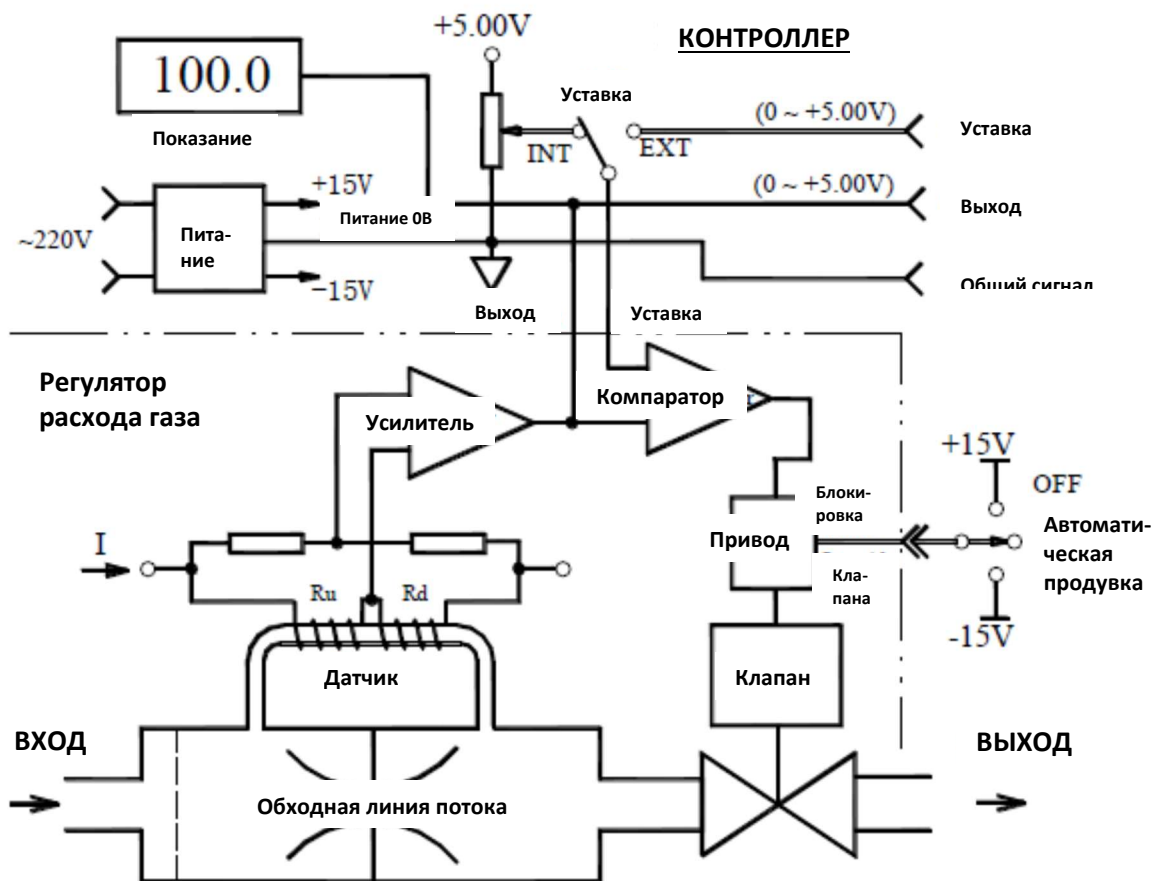 +5.00V
КОНТРОЛЛЕР
100.0
Показание
Уставка
INT
EXT
(0 ~ +5.00V)
Уставка
+15V
Питание 0В
(0 ~ +5.00V)
Выход
~220V
Пита-
ние
−15V
Общий сигнал
Выход
Уставка
Регулятор
расхода газа
Усилитель
Компаратор
+15V
OFF
Блоки-
ровка
Привод
Автомати-
ческая
продувка
Кла-
пана
-15V
I
Ru
Rd
Датчик
Клапан
ВХОД
ВЫХОД
Обходная линия потока